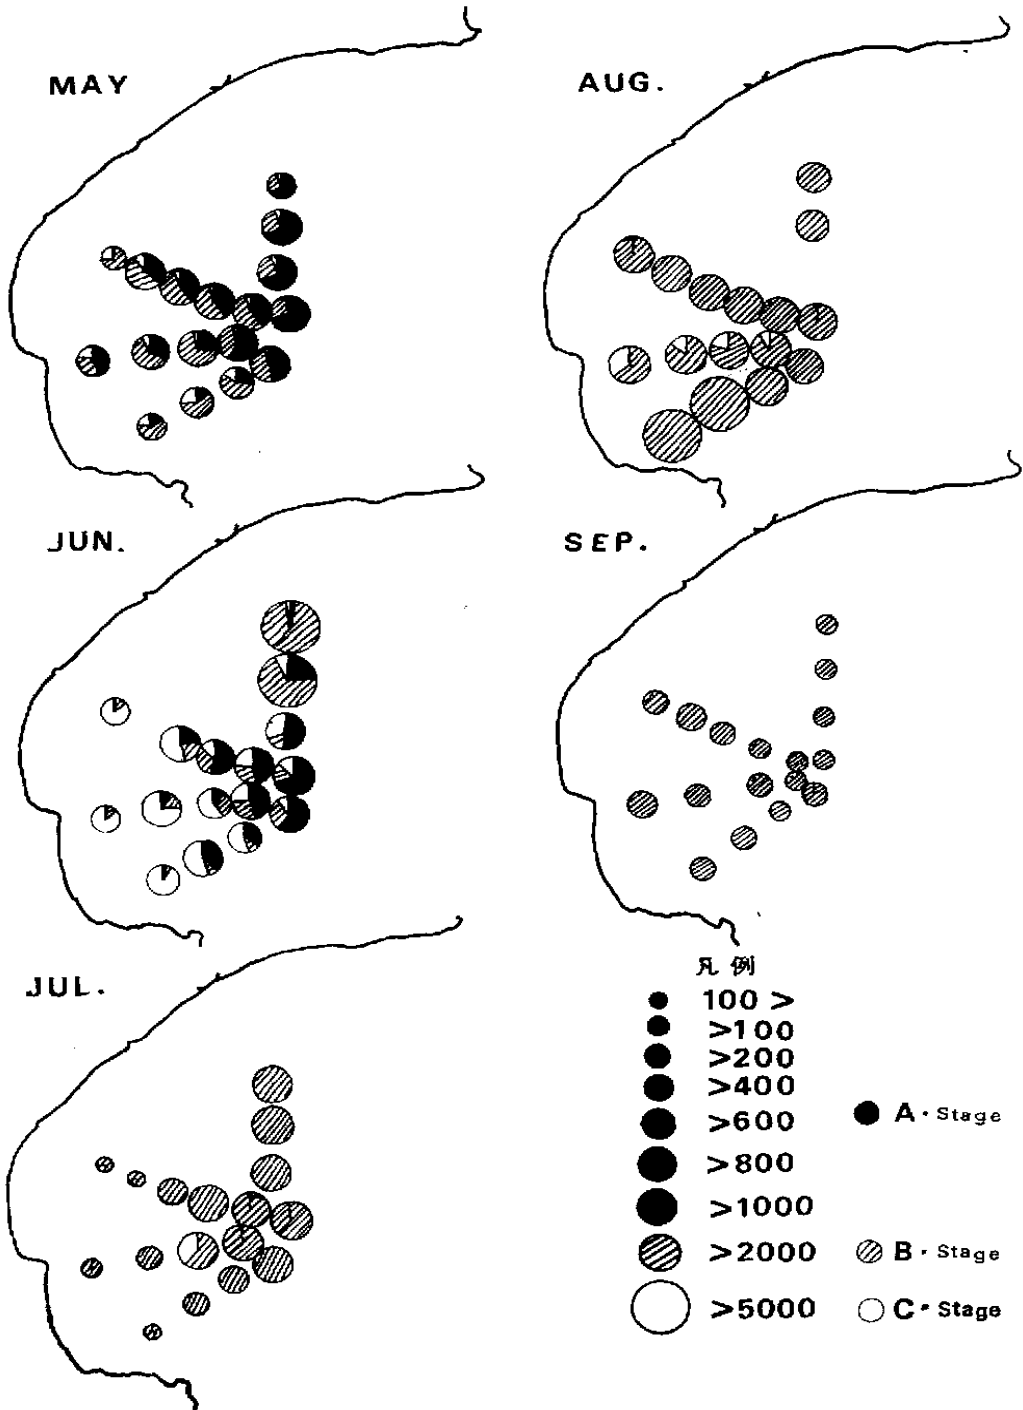 MAY
AUG.
JUN.
SEP.
JUL.
凡例
100 >
>100
>200
>400
>600
>800
>1000
>2000
>5000
A・Stage
B・Stage
C・Stage